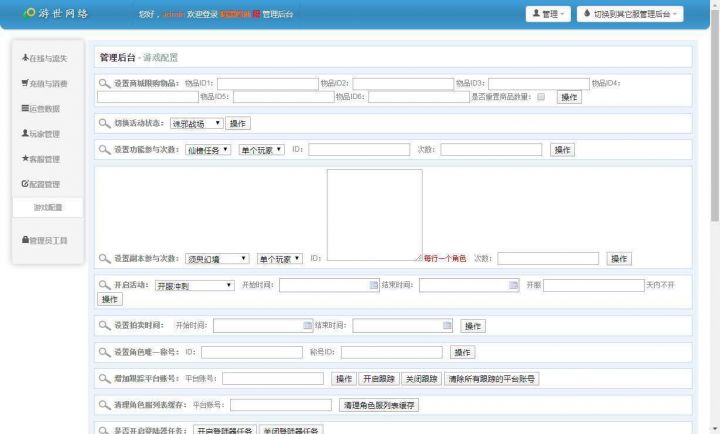 游世网络
您好，admin 欢迎登录 管理后台
管理
切换到其它服管理后台
在线与流失
充值与消费
运营数据
玩家管理
客服管理
配置管理
游戏配置
管理员工具
管理后台 - 游戏配置
设置商城限购物品： 物品ID1: 物品ID2: 物品ID3: 物品ID4:
物品ID5: 物品ID6: 是否重置商品数量: 操作
切换活动状态： 诛邪战场 操作
设置功能参与次数： 仙榜任务 单个玩家 ID: 次数: 操作
设置副本参与次数： 须臾幻境 单个玩家 ID: 每行一个角色 次数: 操作
开启活动： 开服冲刺 开始时间: 结束时间: 开服 天内不开
操作
设置拍卖时间： 开始时间: 结束时间: 操作
设置角色唯一称号： ID: 称号ID: 操作
增加跟踪平台账号： 平台账号: 操作 开启跟踪 关闭跟踪 清除所有跟踪的平台账号
清理角色服列表缓存： 平台账号: 清理角色服列表缓存
是否开启登陆器任务： 开启登陆器任务 关闭登陆器任务